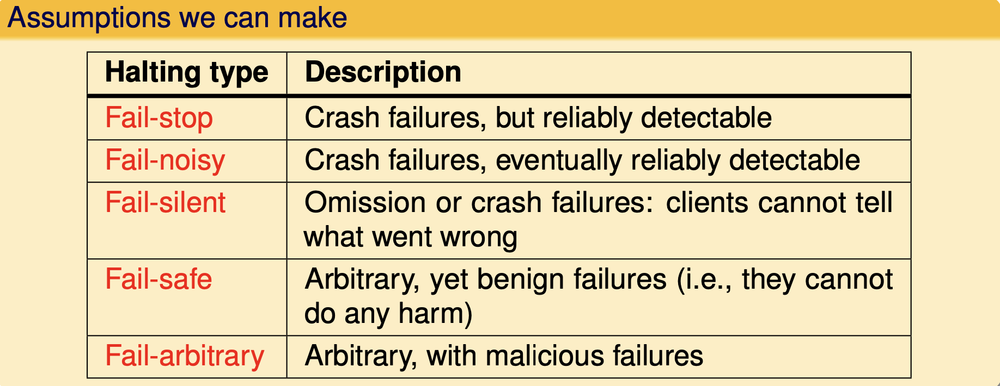 Assumptions we can make
Halting type Description
Fail-stop Crash failures, but reliably detectable
Fail-noisy Crash failures, eventually reliably detectable
Fail-silent Omission or crash failures: clients cannot tell
what went wrong
Fail-safe Arbitrary, yet benign failures (i.e., they cannot
do any harm)
Fail-arbitrary Arbitrary, with malicious failures